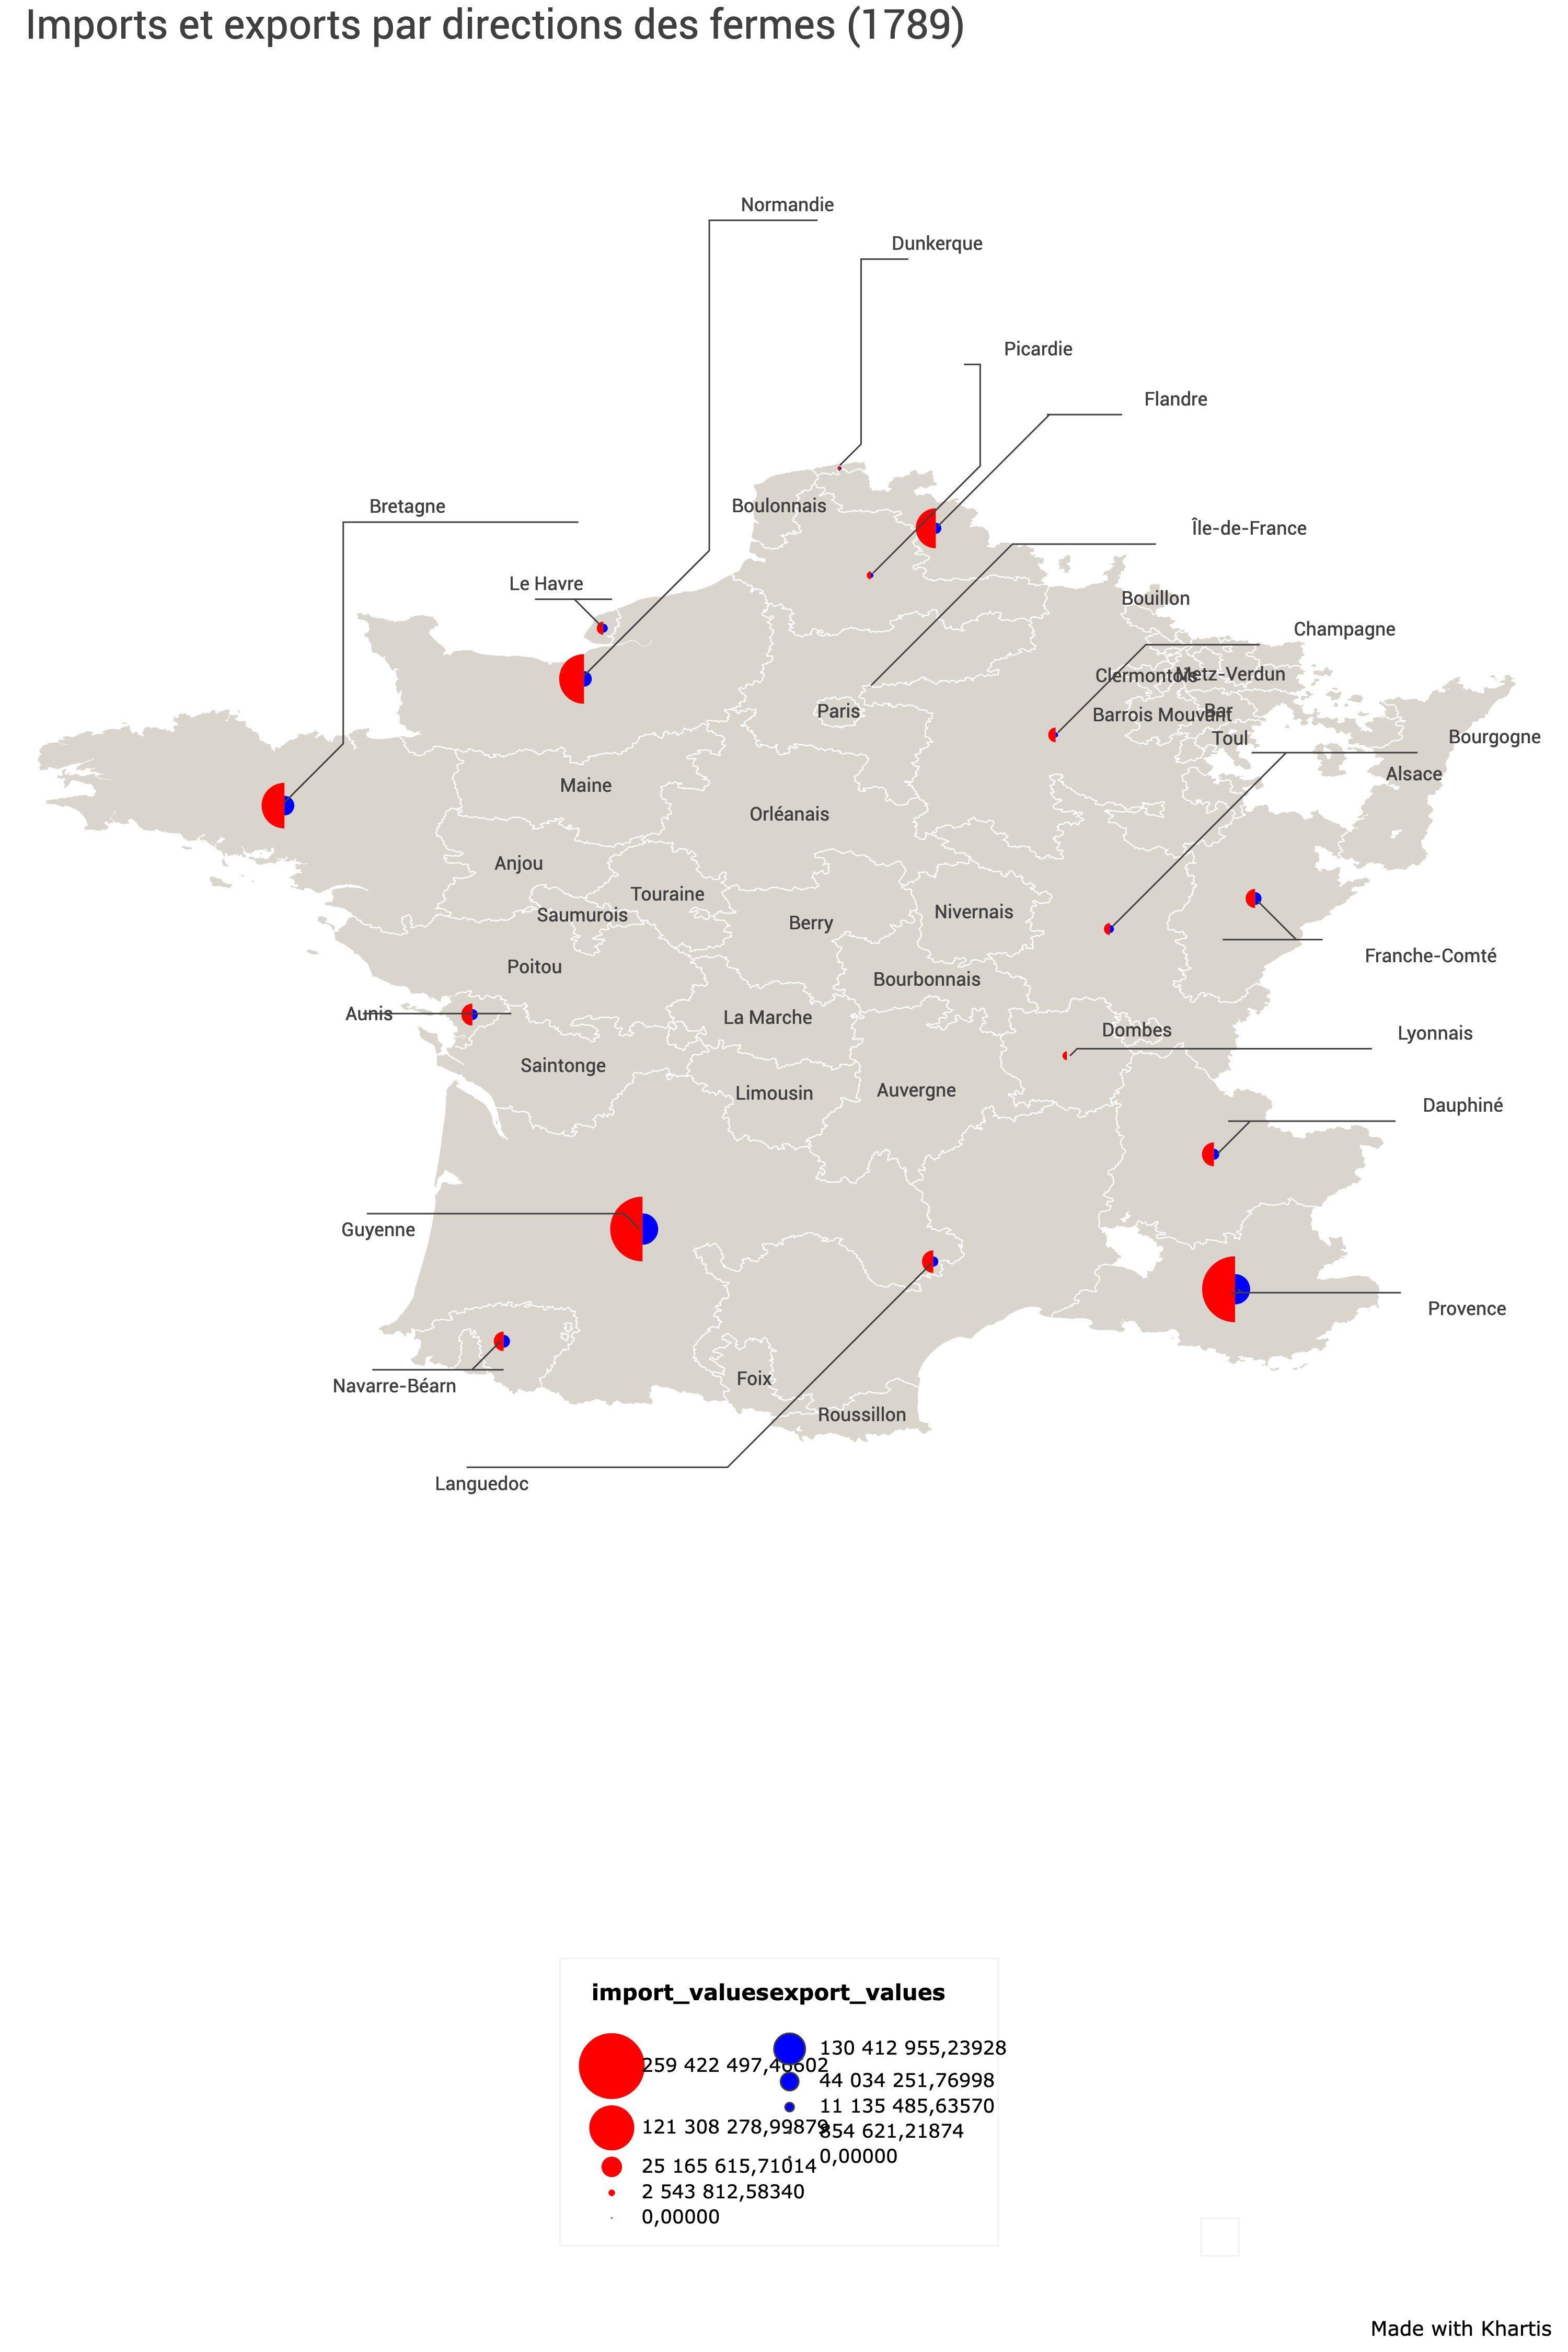 Imports et exports par directions des fermes (1789)
Normandie
Dunkerque
Picardie
Flandre
Bretagne
Boulonnais
Île-de-France
Le Havre
Bouillon
Champagne
Clermontois
Metz-Verdun
Paris
Barrois Mouvant
Bar
Toul
Bourgogne
Alsace
Maine
Orléanais
Anjou
Touraine
Saumurois
Berry
Nivernais
Franche-Comté
Poitou
Bourbonnais
Aunis
La Marche
Dombes
Lyonnais
Saintonge
Limousin
Auvergne
Dauphiné
Guyenne
Provence
Navarre-Béarn
Foix
Roussillon
Languedoc
import_valuesexport_values
259 422 497,46602
121 308 278,99879
25 165 615,71014
2 543 812,58340
0,00000
130 412 955,23928
44 034 251,76998
11 135 485,63570
854 621,21874
0,00000
Made with Khartis